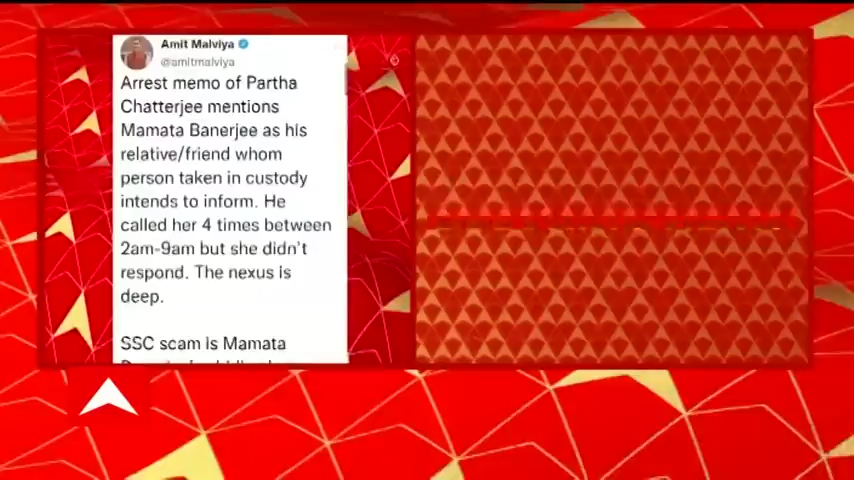 Amit Malviya
@amitmalviya
Arrest memo of Partha
Chatterjee mentions
Mamata Banerjee as his
relative/friend whom
person taken in custody
intends to inform. He
called her 4 times between
2am-9am but she didn't
respond. The nexus is
deep.
SSC scam is Mamata